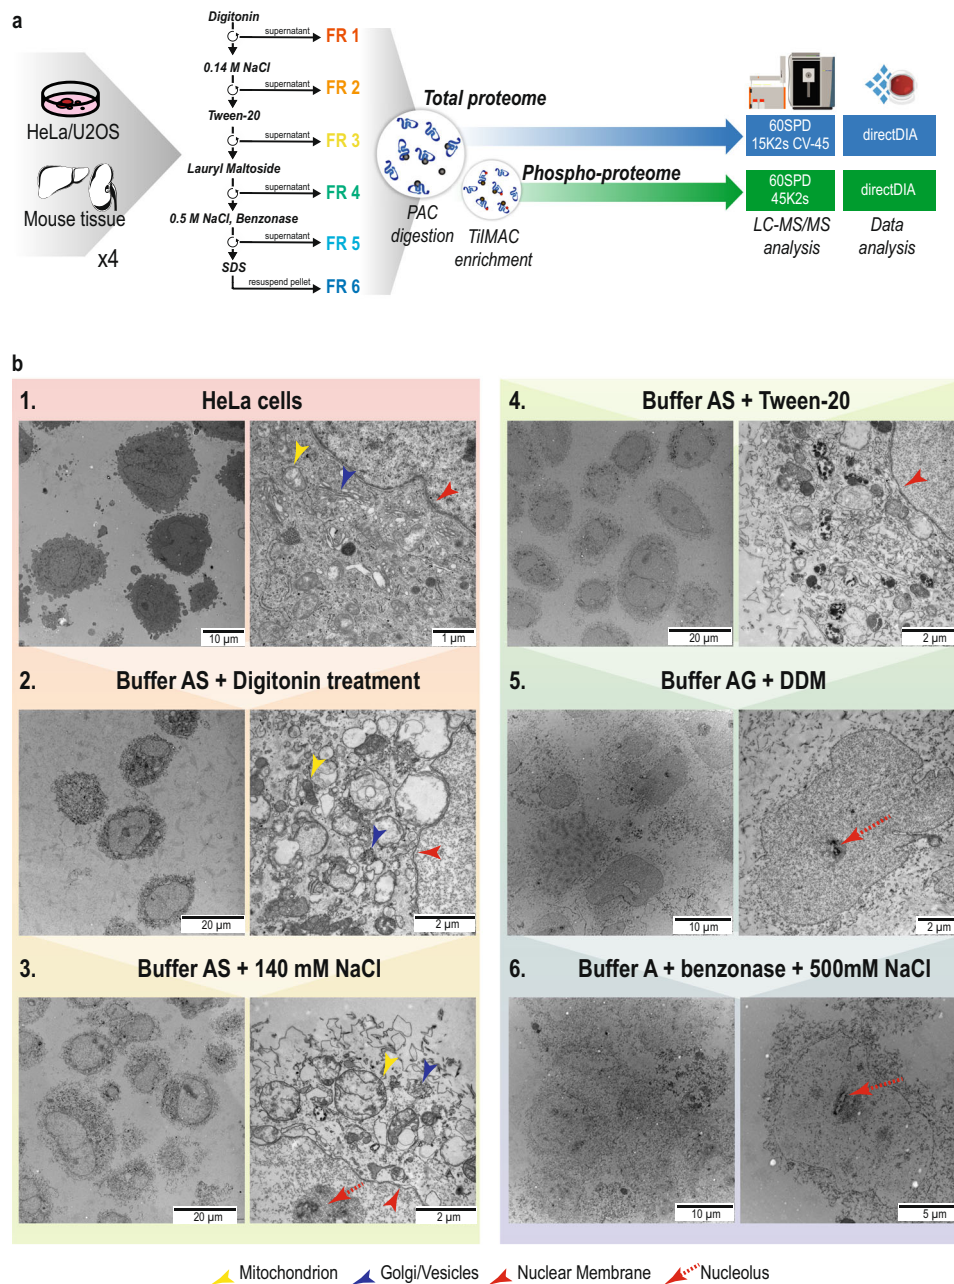 a
Digitonin
supernatant
FR 1
0.14 M NaCl
supernatant
FR 2
Tween-20
supernatant
FR 3
Lauryl Maltoside
supernatant
FR 4
0.5 M NaCl, Benzonase
supernatant
FR 5
SDS
resuspend pellet
FR 6
HeLa/U2OS
Mouse tissue
x4
Total proteome
Phospho-proteome
PAC
digestion
TiIMAC
enrichment
60SPD
15K2s CV-45
directDIA
60SPD
45K2s
directDIA
LC-MS/MS
analysis
Data
analysis
b
1. HeLa cells
10 µm
1 µm
2. Buffer AS + Digitonin treatment
20 µm
2 µm
3. Buffer AS + 140 mM NaCl
20 µm
2 µm
4. Buffer AS + Tween-20
20 µm
2 µm
5. Buffer AG + DDM
10 µm
2 µm
6. Buffer A + benzonase + 500mM NaCl
10 µm
5 µm
Mitochondrion
Golgi/Vesicles
Nuclear Membrane
Nucleolus